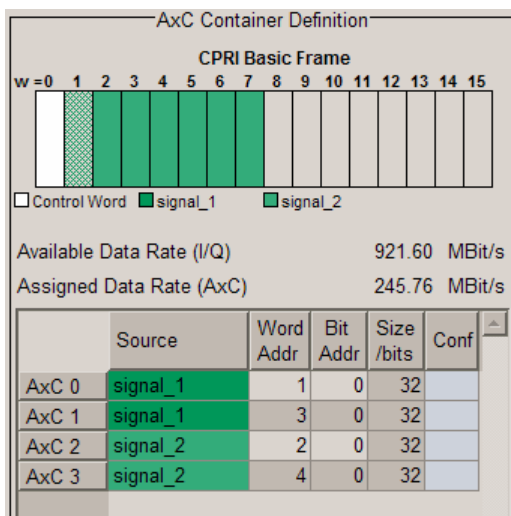 AxC Container Definition
CPRI Basic Frame
w =0 1 2 3 4 5 6 7 8 9 10 11 12 13 14 15
Control Word signal_1 signal_2
Available Data Rate (I/Q) 921.60 MBit/s
Assigned Data Rate (AxC) 245.76 MBit/s
Source Word Addr Bit Addr Size /bits Conf
AxC 0 signal_1 1 0 32
AxC 1 signal_1 3 0 32
AxC 2 signal_2 2 0 32
AxC 3 signal_2 4 0 32